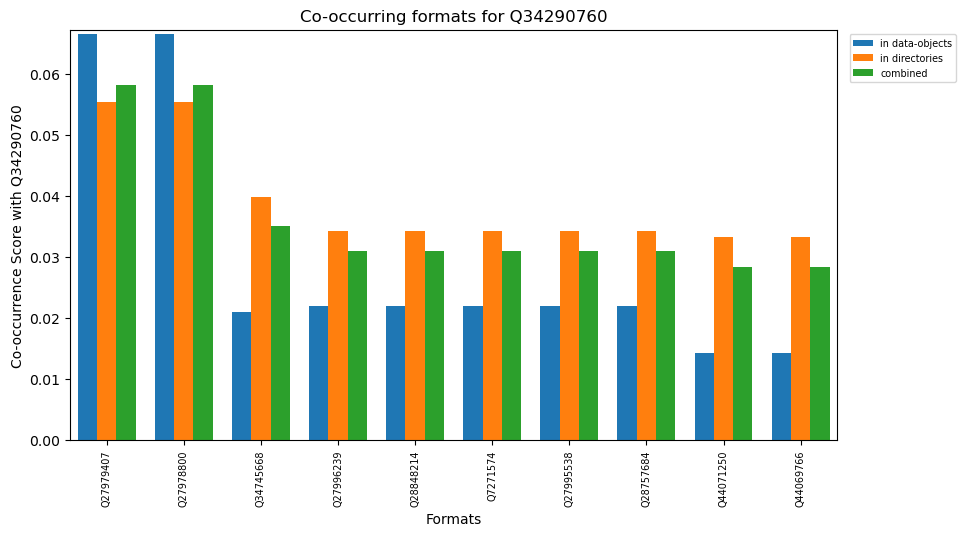 Co-occurring formats for Q34290760
in data-objects
in directories
combined
Co-occurrence Score with Q34290760
0.06
0.05
0.04
0.03
0.02
0.01
0.00
Q27979407
Q27978800
Q34745668
Q27996239
Q28848214
Q7271574
Q27995538
Q28757684
Q44071250
Q44069766
Formats